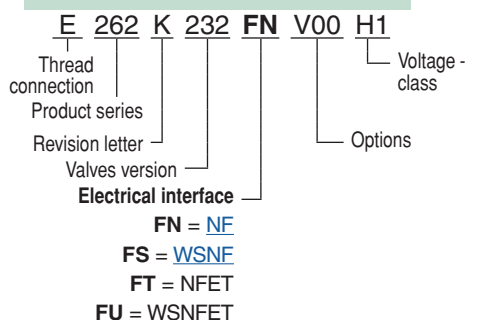 E 262 K 232 FN V00 H1
Thread
connection
Voltage -
class
Product series
Revision letter
Options
Valves version
Electrical interface
FN = NF
FS = WSNF
FT = NFET
FU = WSNFET